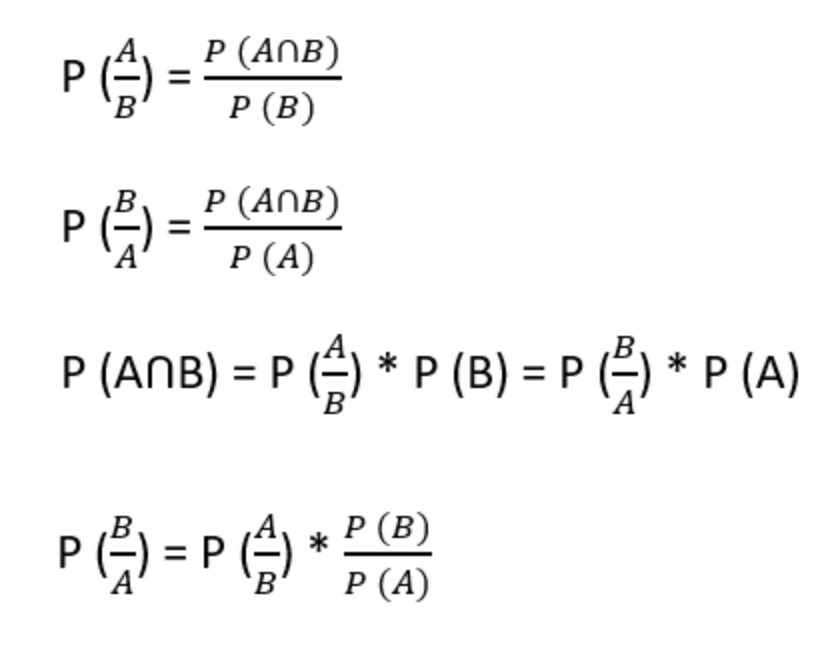 P (A/B) = P (A∩B) / P (B)
P (B/A) = P (A∩B) / P (A)
P (A∩B) = P (A/B) * P (B) = P (B/A) * P (A)
P (B/A) = P (A/B) * P (B) / P (A)